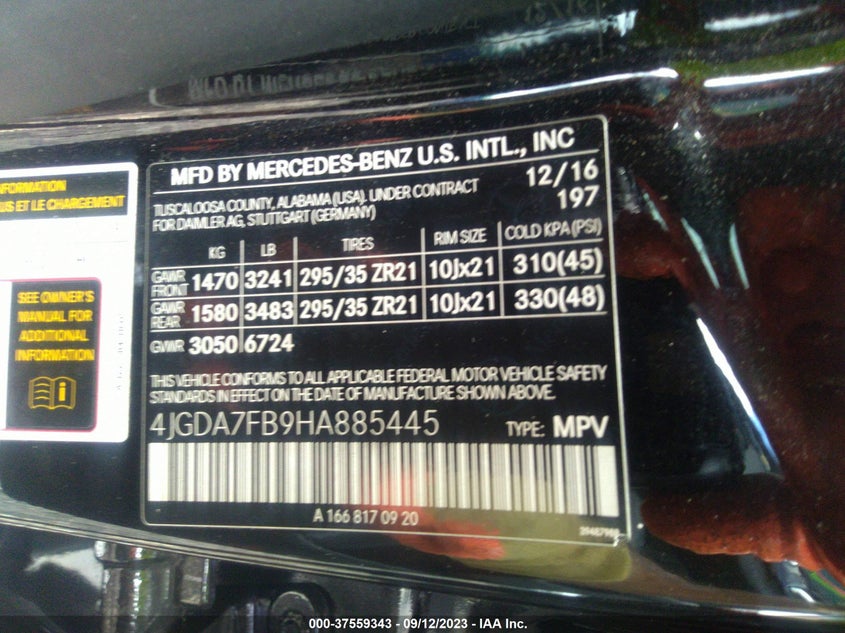 NFORMATION
US ET LE CHARGEMENT
SEE OWNER'S
MANUAL FOR
ADDITIONAL
INFORMATION
MFD BY MERCEDES-BENZ U.S. INTL., INC
TUSCALOOSA COUNTY, ALABAMA (USA). UNDER CONTRACT
FOR DAIMLER AG, STUTTGART (GERMANY)
12/16
197
KG LB TIRES RIM SIZE COLD KPA (PSI)
GAWR FRONT 1470 3241 295/35 ZR21 10Jx21 310(45)
GAWR REAR 1580 3483 295/35 ZR21 10Jx21 330(48)
GVWR 3050 6724
THIS VEHICLE CONFORMS TO ALL APPLICABLE FEDERAL MOTOR VEHICLE SAFETY
STANDARDS IN EFFECT ON THE DATE OF MANUFACTURE SHOWN ABOVE.
4JGDA7FB9HA885445 TYPE: MPV
A 166 817 09 20
000-37559343 - 09/12/2023 - IAA Inc.